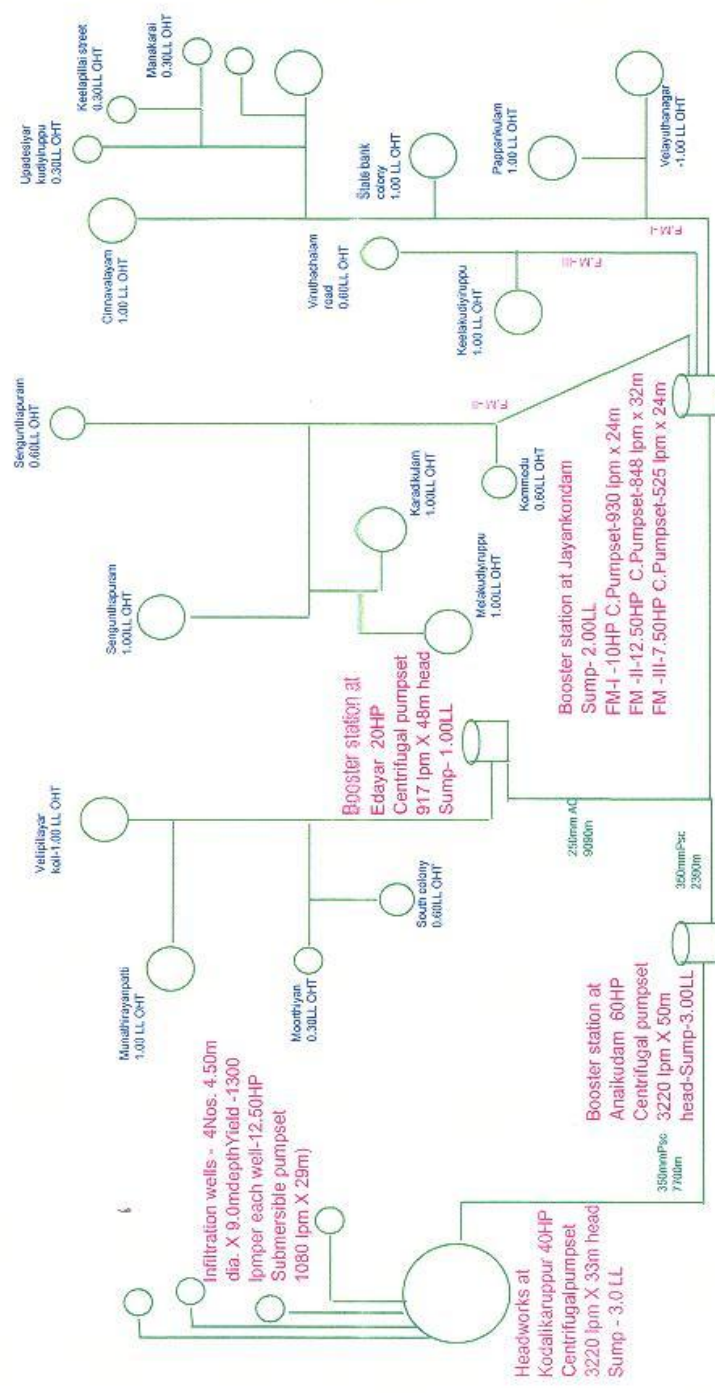 Upadesiyar
kudiyiruppu
0.30LL OHT
Keelapillai street
0.30LL OHT
Manakarai
0.30LL OHT
Cinnavalayam
1.00 LL OHT
State bank
colony
1.00 LL OHT
Pappankulam
1.00 LL OHT
Velayuthanagar
-1.00 LL OHT
Viruthachalam
road
0.60LL OHT
Keelakudiyiruppu
1.00 LL OHT
F.M-I
F.M-III
F.M-II
Sengunthapuram
0.60LL OHT
Sengunthapuram
1.00LL OHT
Karadikulam
1.00LL OHT
Melakudiyiruppu
1.00LL OHT
Kommedu
0.60LL OHT
Booster station at Jayankondam
Sump- 2.00LL
FM-I -10HP C.Pumpset-930 lpm x 24m
FM -II-12.50HP C.Pumpset-848 lpm x 32m
FM -III-7.50HP C.Pumpset-525 lpm x 24m
Booster station at
Edayar 20HP
Centrifugal pumpset
917 lpm X 48m head
Sump- 1.00LL
Velipillayar
koil-1.00 LL OHT
Munathirayanpatti
1.00 LL OHT
Moorthiyan
0.30LL OHT
South colony
0.60LL OHT
250mm AC
9090m
350mmPsc
2390m
Infiltration wells - 4Nos. 4.50m
dia. X 9.0mdepthYield -1300
lpmper each well-12.50HP
Submersible pumpset
1080 lpm X 29m)
Booster station at
Anaikudam 60HP
Centrifugal pumpset
3220 lpm X 50m
head-Sump-3.00LL
350mmPsc
7700m
Headworks at
Kodalikaruppur 40HP
Centrifugalpumpset
3220 lpm X 33m head
Sump - 3.0 LL